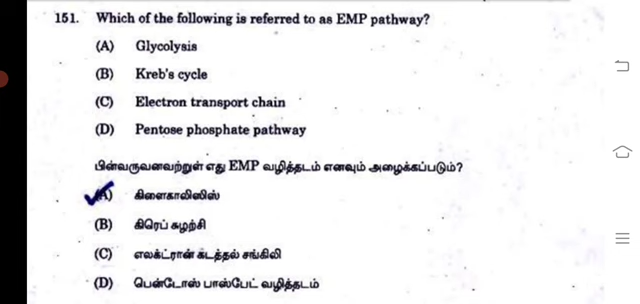 151. Which of the following is referred to as EMP pathway?
(A) Glycolysis
(B) Kreb's cycle
(C) Electron transport chain
(D) Pentose phosphate pathway
பின்வருவனவற்றுள் எது EMP வழித்தடம் எனவும் அழைக்கப்படும்?
(A) கிளைகாலிஸிஸ்
(B) கிரெப் சுழற்சி
(C) எலக்ட்ரான் கடத்தல் சங்கிலி
(D) பென்டோஸ் பாஸ்பேட் வழித்தடம்